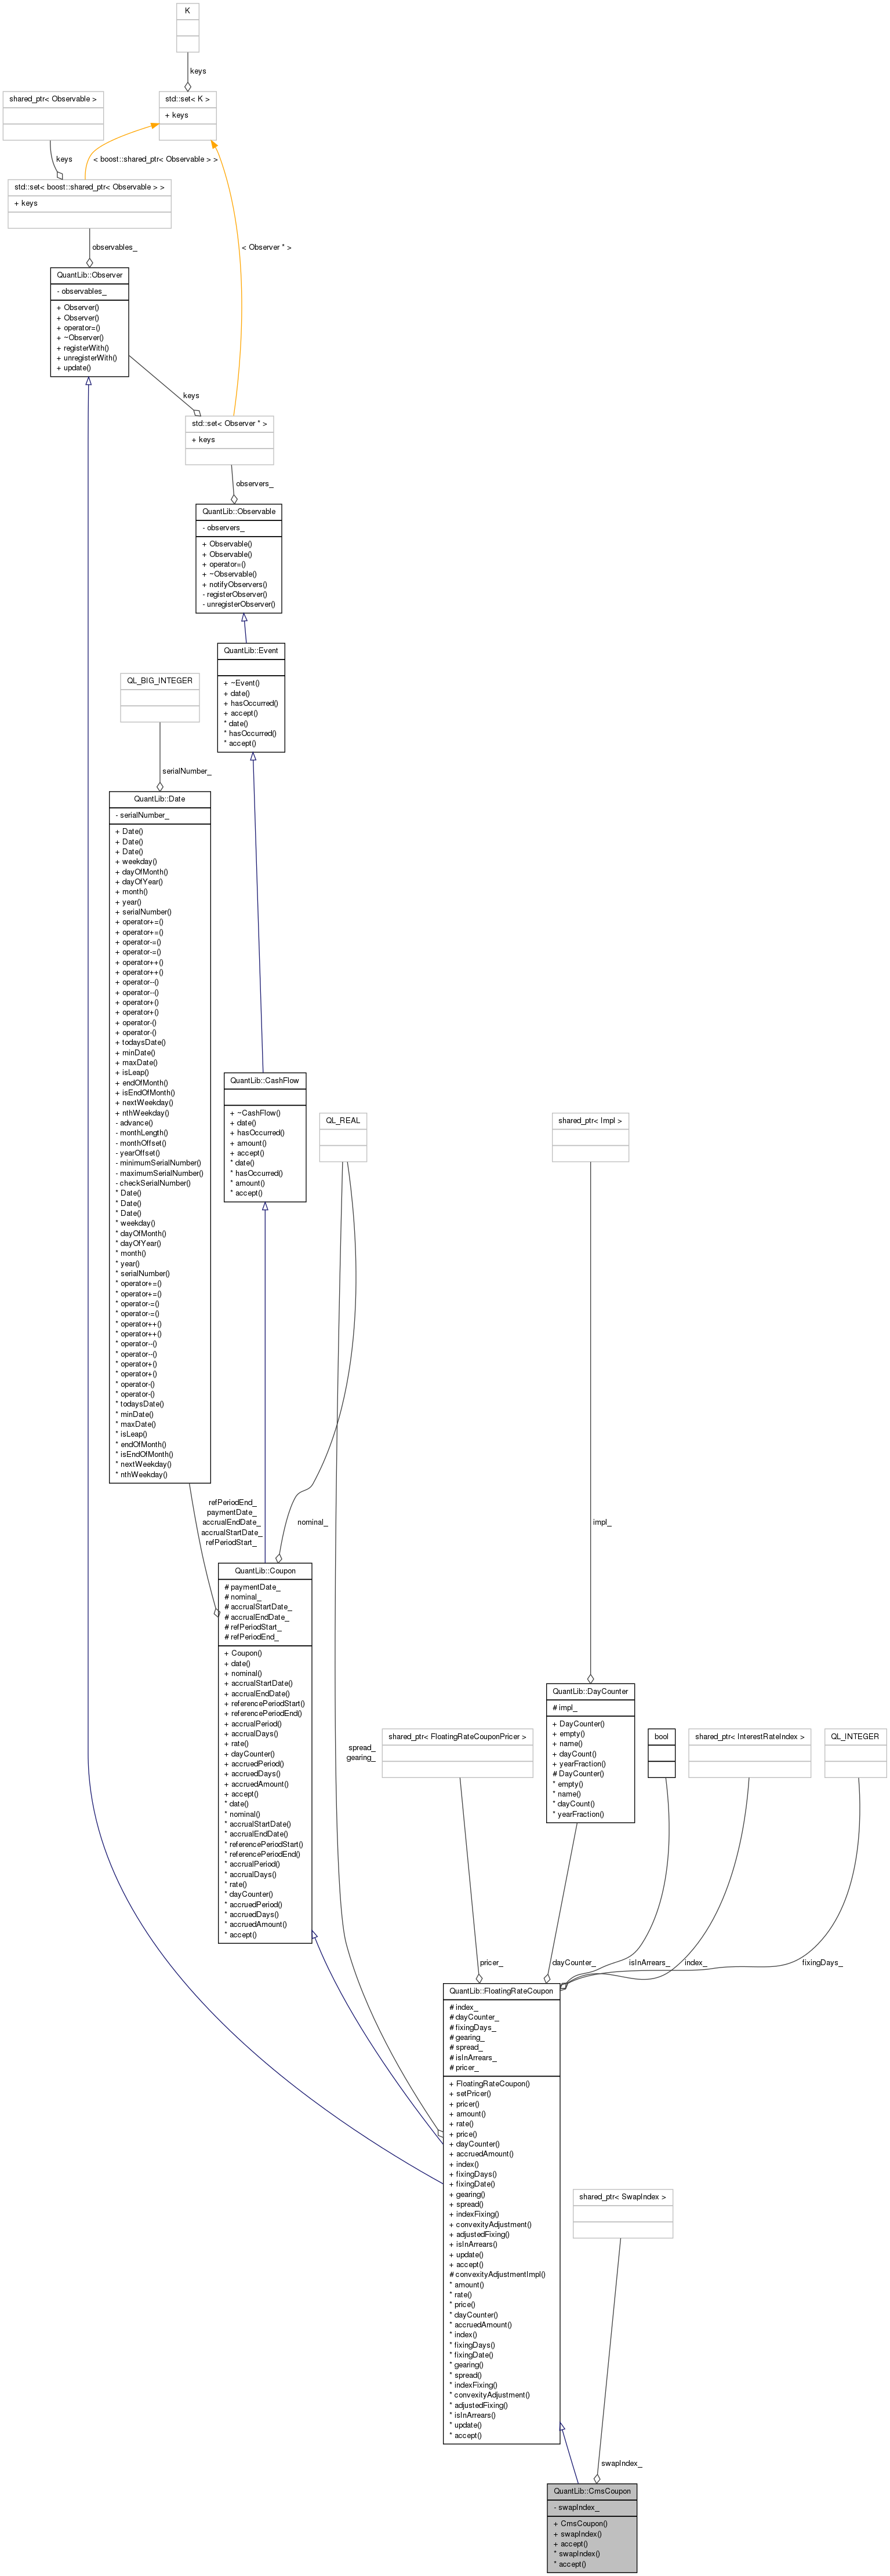 K
keys
shared_ptr< Observable >
std::set< K >
+ keys
keys
< boost::shared_ptr< Observable > >
std::set< boost::shared_ptr< Observable > >
+ keys
observables_
< Observer * >
QuantLib::Observer
- observables_
+ Observer()
+ Observer()
+ operator=()
+ ~Observer()
+ registerWith()
+ unregisterWith()
+ update()
keys
std::set< Observer * >
+ keys
observers_
QuantLib::Observable
- observers_
+ Observable()
+ Observable()
+ operator=()
+ ~Observable()
+ notifyObservers()
- registerObserver()
- unregisterObserver()
QuantLib::Event
+ ~Event()
+ date()
+ hasOccurred()
+ accept()
* date()
* hasOccurred()
* accept()
QL_BIG_INTEGER
serialNumber_
QuantLib::Date
- serialNumber_
+ Date()
+ Date()
+ Date()
+ weekday()
+ dayOfMonth()
+ dayOfYear()
+ month()
+ year()
+ serialNumber()
+ operator+=()
+ operator+=()
+ operator-=()
+ operator-=()
+ operator++()
+ operator++()
+ operator--()
+ operator--()
+ operator+()
+ operator+()
+ operator-()
+ operator-()
+ todaysDate()
+ minDate()
+ maxDate()
+ isLeap()
+ endOfMonth()
+ isEndOfMonth()
+ nextWeekday()
+ nthWeekday()
- advance()
- monthLength()
- monthOffset()
- yearOffset()
- minimumSerialNumber()
- maximumSerialNumber()
- checkSerialNumber()
* Date()
* Date()
* Date()
* weekday()
* dayOfMonth()
* dayOfYear()
* month()
* year()
* serialNumber()
* operator+=()
* operator+=()
* operator-=()
* operator-=()
* operator++()
* operator++()
* operator--()
* operator--()
* operator+()
* operator+()
* operator-()
* operator-()
* todaysDate()
* minDate()
* maxDate()
* isLeap()
* endOfMonth()
* isEndOfMonth()
* nextWeekday()
* nthWeekday()
QuantLib::CashFlow
+ ~CashFlow()
+ date()
+ hasOccurred()
+ amount()
+ accept()
* date()
* hasOccurred()
* amount()
* accept()
QL_REAL
shared_ptr< Impl >
refPeriodEnd_
paymentDate_
accrualEndDate_
accrualStartDate_
refPeriodStart_
nominal_
impl_
QuantLib::Coupon
# paymentDate_
# nominal_
# accrualStartDate_
# accrualEndDate_
# refPeriodStart_
# refPeriodEnd_
+ Coupon()
+ date()
+ nominal()
+ accrualStartDate()
+ accrualEndDate()
+ referencePeriodStart()
+ referencePeriodEnd()
+ accrualPeriod()
+ accrualDays()
+ rate()
+ dayCounter()
+ accruedPeriod()
+ accruedDays()
+ accruedAmount()
+ accept()
* date()
* nominal()
* accrualStartDate()
* accrualEndDate()
* referencePeriodStart()
* referencePeriodEnd()
* accrualPeriod()
* accrualDays()
* rate()
* dayCounter()
* accruedPeriod()
* accruedDays()
* accruedAmount()
* accept()
spread_
gearing_
shared_ptr< FloatingRateCouponPricer >
QuantLib::DayCounter
# impl_
+ DayCounter()
+ empty()
+ name()
+ dayCount()
+ yearFraction()
# DayCounter()
* empty()
* name()
* dayCount()
* yearFraction()
bool
shared_ptr< InterestRateIndex >
QL_INTEGER
pricer_
dayCounter_
isInArrears_
index_
fixingDays_
QuantLib::FloatingRateCoupon
# index_
# dayCounter_
# fixingDays_
# gearing_
# spread_
# isInArrears_
# pricer_
+ FloatingRateCoupon()
+ setPricer()
+ pricer()
+ amount()
+ rate()
+ price()
+ dayCounter()
+ accruedAmount()
+ index()
+ fixingDays()
+ fixingDate()
+ gearing()
+ spread()
+ indexFixing()
+ convexityAdjustment()
+ adjustedFixing()
+ isInArrears()
+ update()
+ accept()
# convexityAdjustmentImpl()
* amount()
* rate()
* price()
* dayCounter()
* accruedAmount()
* index()
* fixingDays()
* fixingDate()
* gearing()
* spread()
* indexFixing()
* convexityAdjustment()
* adjustedFixing()
* isInArrears()
* update()
* accept()
shared_ptr< SwapIndex >
swapIndex_
QuantLib::CmsCoupon
- swapIndex_
+ CmsCoupon()
+ swapIndex()
+ accept()
* swapIndex()
* accept()